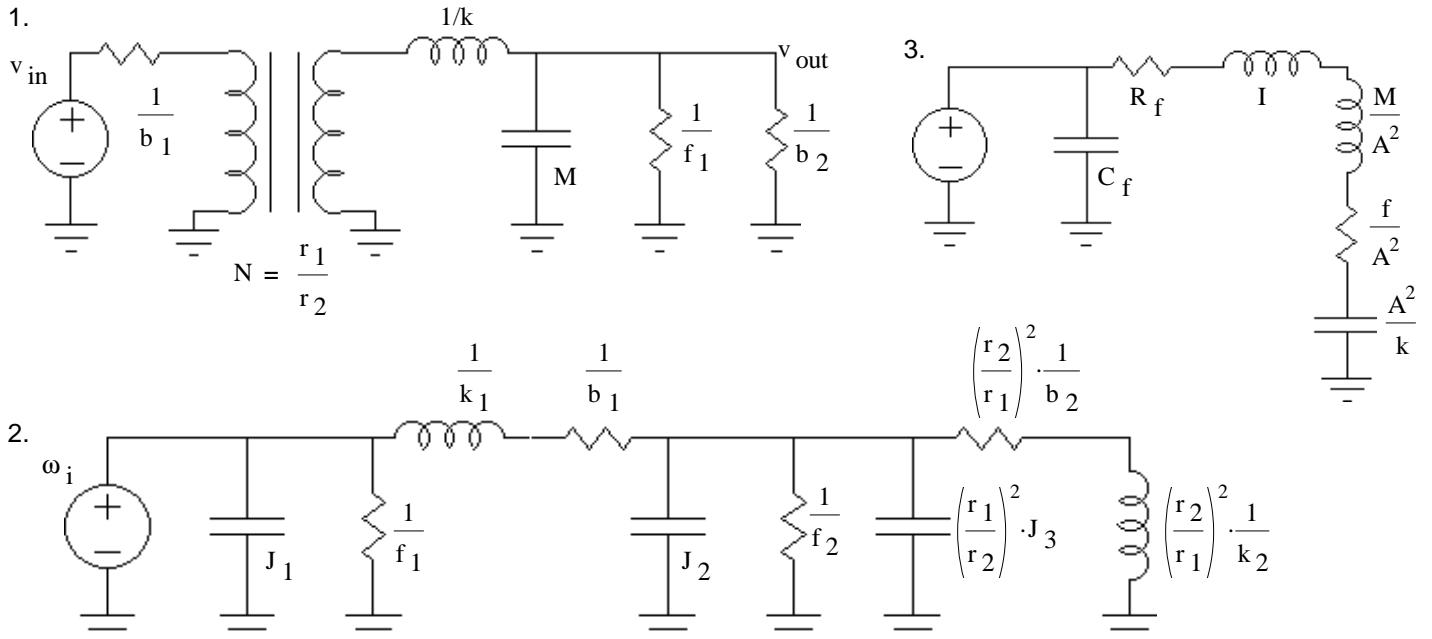 1.
v in
1/b 1
N = r 1/r 2
1/k
M
1/f 1
1/b 2
v out
3.
C f
R f
I
M/A²
f/A²
A²/k
2.
ω i
J 1
1/f 1
1/k 1
1/b 1
J 2
1/f 2
(r 1/r 2)² · J 3
(r 2/r 1)² · 1/b 2
(r 2/r 1)² · 1/k 2